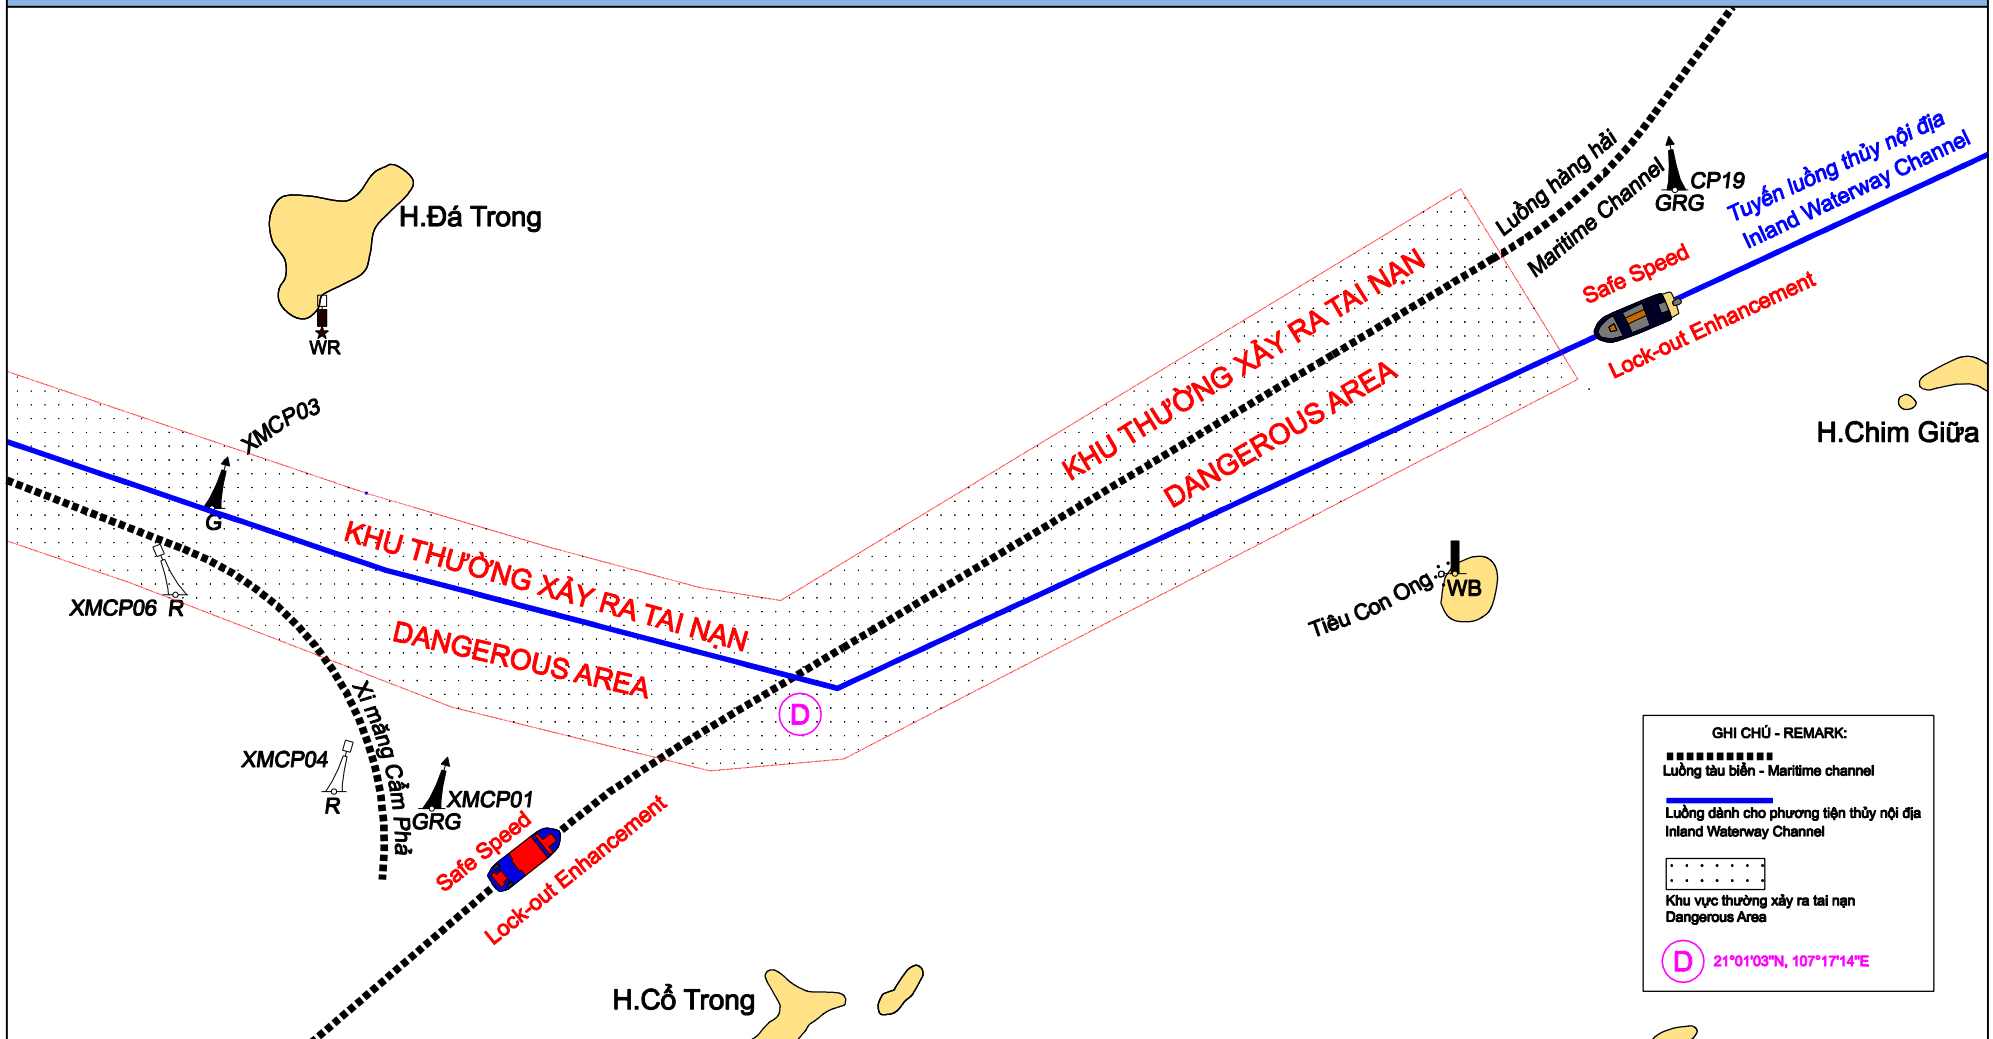 H.Đá Trong
WR
XMCP03
G
XMCP06 R
KHU THƯỜNG XẢY RA TAI NẠN
DANGEROUS AREA
KHU THƯỜNG XẢY RA TAI NẠN
DANGEROUS AREA
Luồng hàng hải
Maritime Channel
CP19
GRG
Tuyến luồng thủy nội địa
Inland Waterway Channel
Safe Speed
Lock-out Enhancement
H.Chim Giữa
Tiêu Con Ong
WB
D
Xi măng Cẩm Phả
XMCP04
R
XMCP01
GRG
Safe Speed
Lock-out Enhancement
H.Cổ Trong
GHI CHÚ - REMARK:
Luồng tàu biển - Maritime channel
Luồng dành cho phương tiện thủy nội địa
Inland Waterway Channel
Khu vực thường xảy ra tai nạn
Dangerous Area
D 21°01'03"N, 107°17'14"E